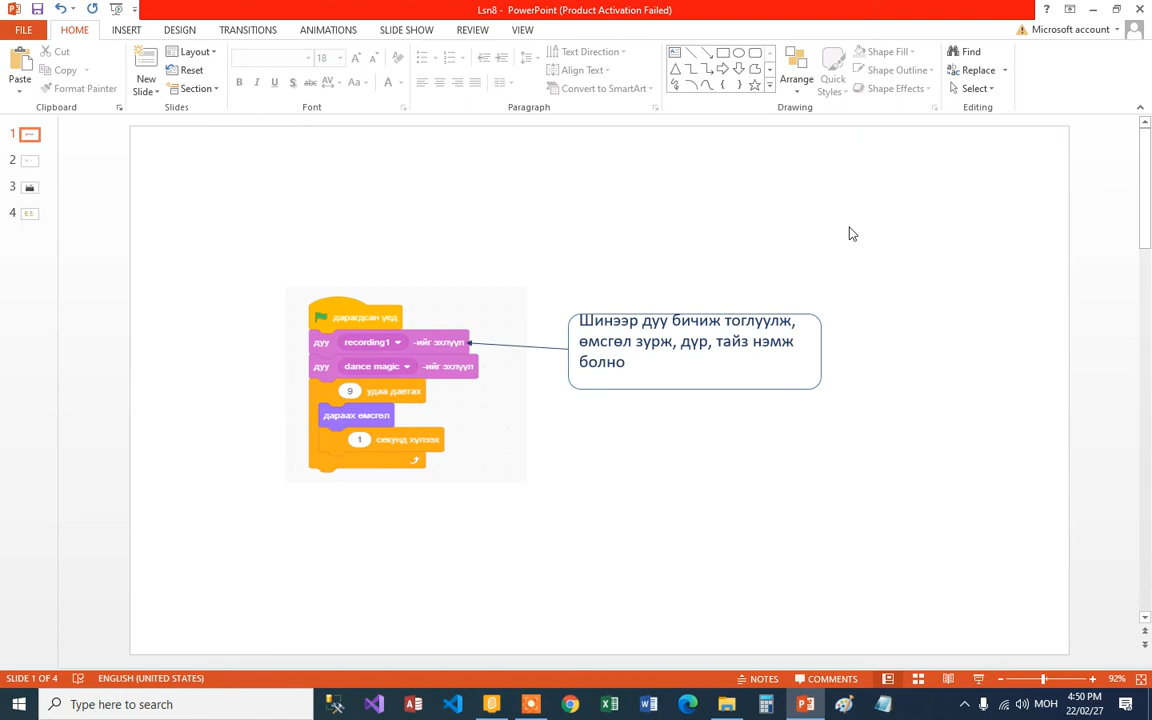 Lsn8 - PowerPoint (Product Activation Failed)
FILE HOME INSERT DESIGN TRANSITIONS ANIMATIONS SLIDE SHOW REVIEW VIEW Microsoft account
Paste Cut Copy Format Painter
Clipboard
New Slide Layout Reset Section
Slides
18
Font
Text Direction Align Text Convert to SmartArt
Paragraph
Arrange Quick Styles Shape Fill Shape Outline Shape Effects
Drawing
Find Replace Select
Editing
1
2
3
4
дарагдсан үед
дуу recording1 -ийг эхлүүл
дуу dance magic -ийг эхлүүл
9 удаа давтах
дараах өмсгөл
1 секунд хүлээх
Шинээр дуу бичиж тоглуулж,
өмсгөл зурж, дүр, тайз нэмж
болно
SLIDE 1 OF 4 ENGLISH (UNITED STATES) NOTES COMMENTS 92%
Type here to search
4:50 PM
МОН
22/02/27